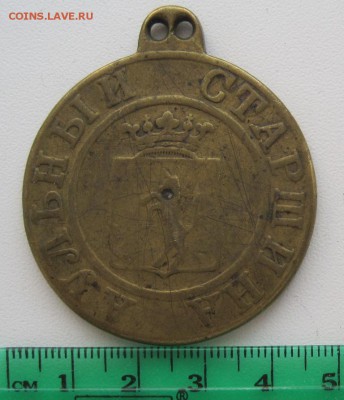 COINS.LAVE.RU
АУЛЬНЫЙ СТАРШИНА
СМ 1 2 3 4 5